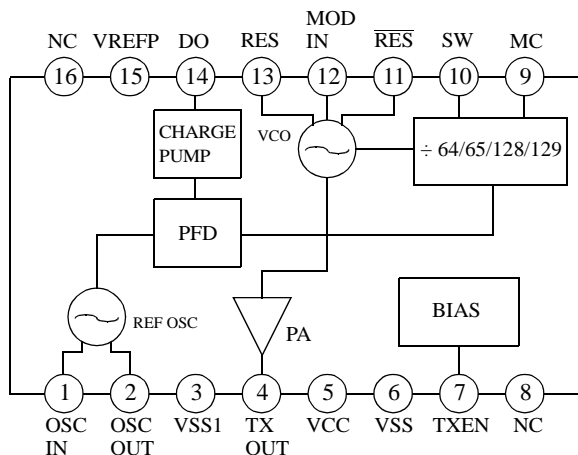 MOD
NC VREFP DO RES IN R̅E̅S̅ SW MC
16 15 14 13 12 11 10 9
CHARGE
PUMP
VCO
÷ 64/65/128/129
PFD
REF OSC
PA
BIAS
1 2 3 4 5 6 7 8
OSC OSC VSS1 TX VCC VSS TXEN NC
IN OUT OUT